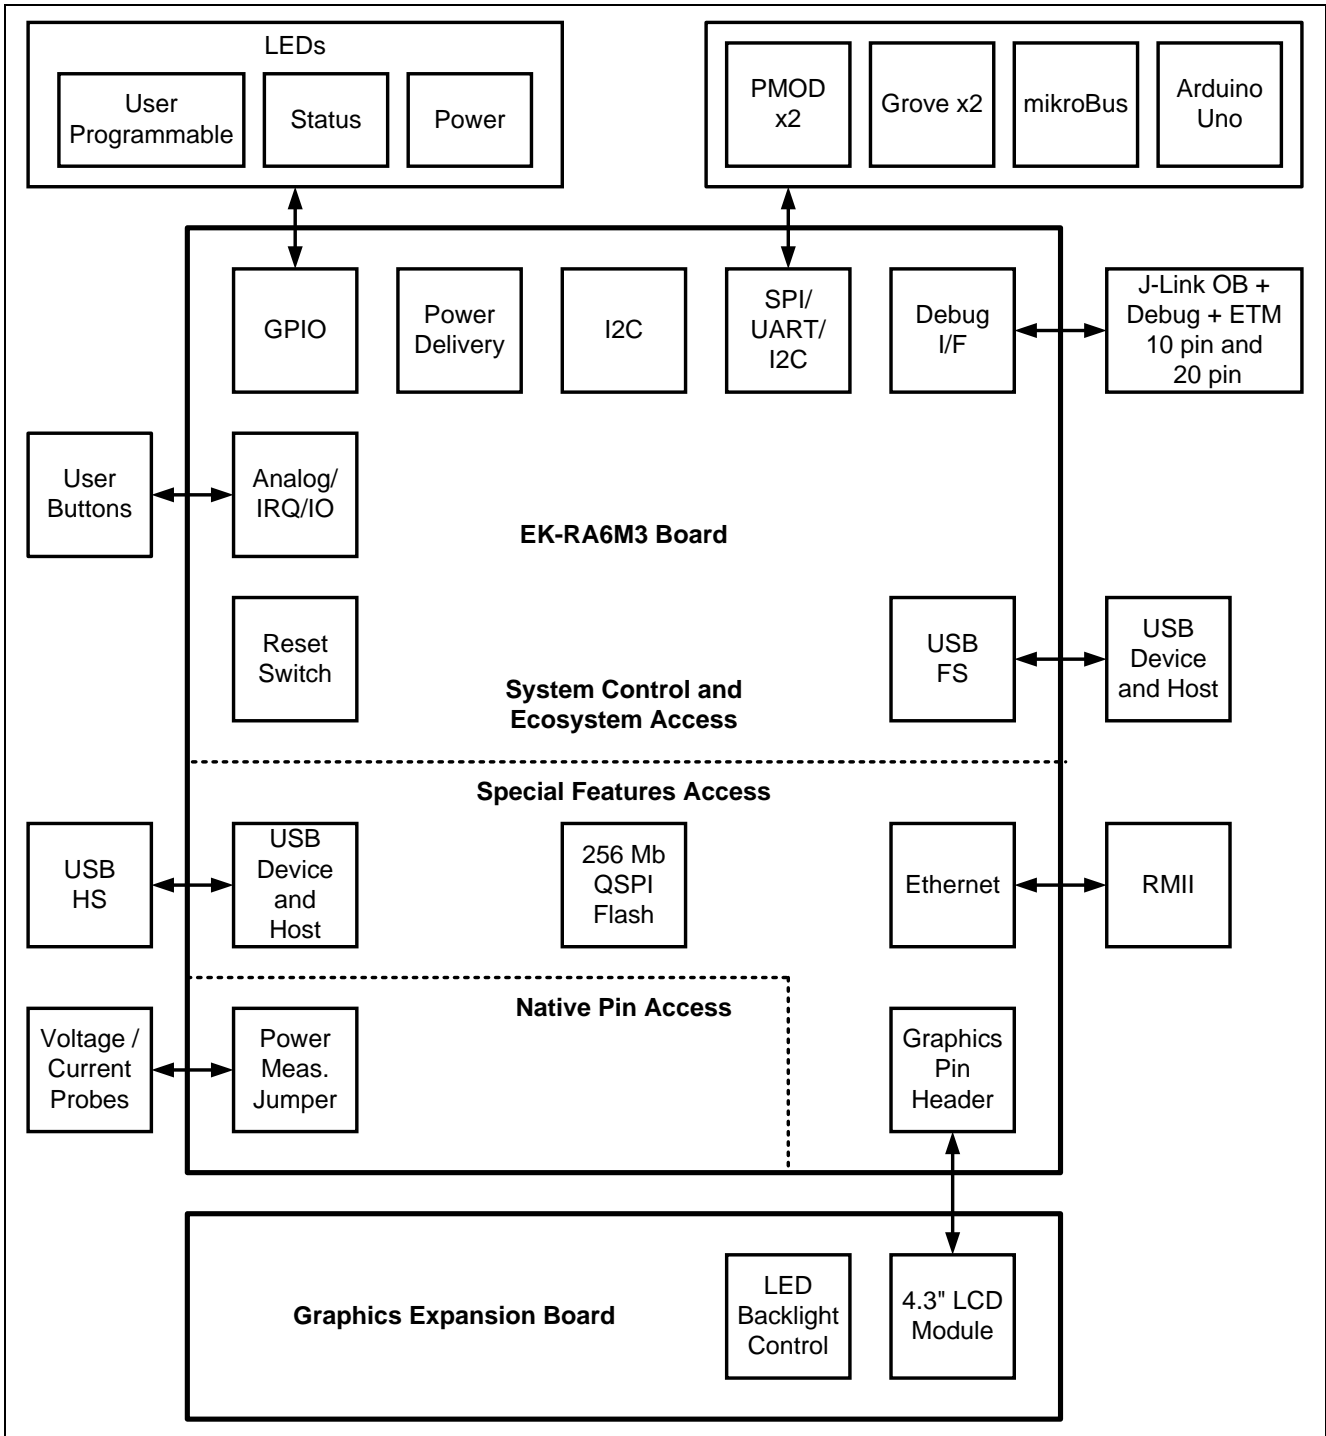 LEDs
User
Programmable
Status
Power
PMOD
x2
Grove x2
mikroBus
Arduino
Uno
GPIO
Power
Delivery
I2C
SPI/
UART/
I2C
Debug
I/F
J-Link OB +
Debug + ETM
10 pin and
20 pin
User
Buttons
Analog/
IRQ/IO
EK-RA6M3 Board
Reset
Switch
System Control and
Ecosystem Access
USB
FS
USB
Device
and Host
Special Features Access
USB
HS
USB
Device
and
Host
256 Mb
QSPI
Flash
Ethernet
RMII
Native Pin Access
Voltage /
Current
Probes
Power
Meas.
Jumper
Graphics
Pin
Header
Graphics Expansion Board
LED
Backlight
Control
4.3" LCD
Module